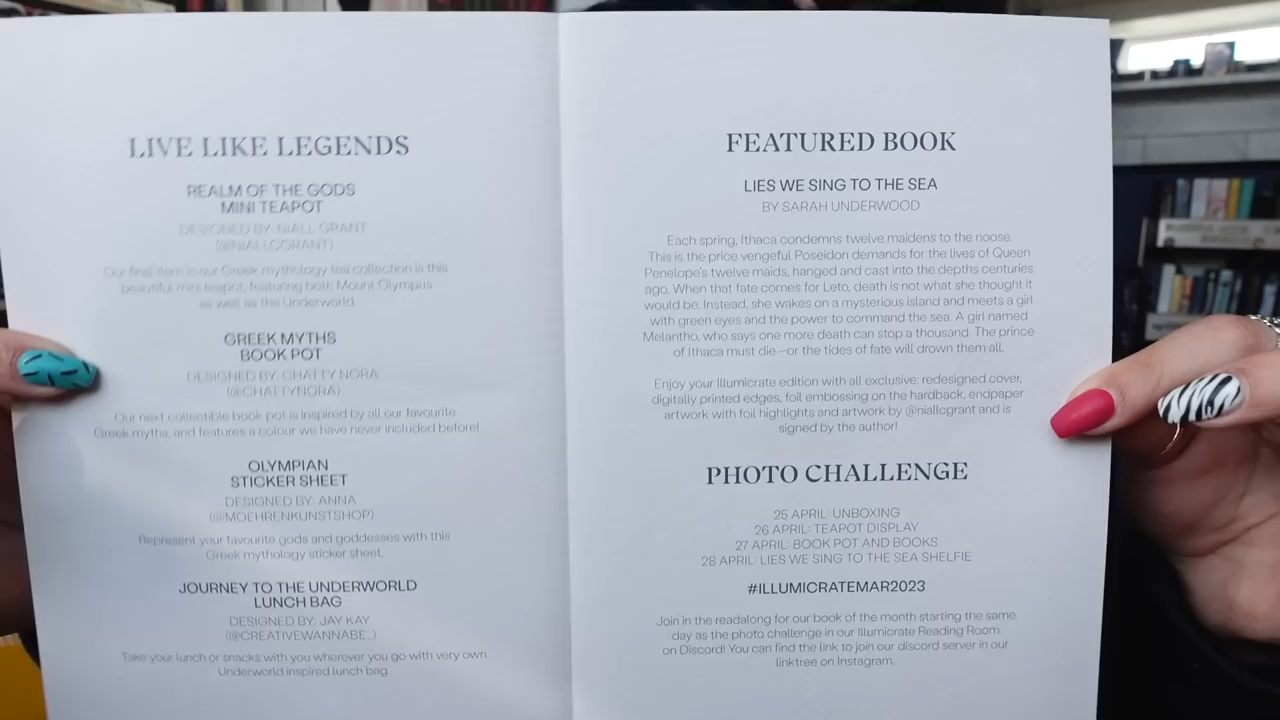 LIVE LIKE LEGENDS
REALM OF THE GODS
MINI TEAPOT
DESIGNED BY: NIALL GRANT
(@NIALLCGRANT)
Our final item in our Greek mythology tea collection is this
beautiful mini teapot, featuring both Mount Olympus
as well as the Underworld.
GREEK MYTHS
BOOK POT
DESIGNED BY: CHATTY NORA
(@CHATTYNORA)
Our next collectible book pot is inspired by all our favourite
Greek myths, and features a colour we have never included before!
OLYMPIAN
STICKER SHEET
DESIGNED BY: ANNA
(@MOEHRENKUNSTSHOP)
Represent your favourite gods and goddesses with this
Greek mythology sticker sheet.
JOURNEY TO THE UNDERWORLD
LUNCH BAG
DESIGNED BY: JAY KAY
(@CREATIVEWANNABE_)
Take your lunch or snacks with you wherever you go with very own
Underworld inspired lunch bag.
FEATURED BOOK
LIES WE SING TO THE SEA
BY SARAH UNDERWOOD
Each spring, Ithaca condemns twelve maidens to the noose.
This is the price vengeful Poseidon demands for the lives of Queen
Penelope's twelve maids, hanged and cast into the depths centuries
ago. When that fate comes for Leto, death is not what she thought it
would be. Instead, she wakes on a mysterious island and meets a girl
with green eyes and the power to command the sea. A girl named
Melantho, who says one more death can stop a thousand. The prince
of Ithaca must die—or the tides of fate will drown them all.
Enjoy your Illumicrate edition with all exclusive: redesigned cover,
digitally printed edges, foil embossing on the hardback, endpaper
artwork with foil highlights and artwork by @niallcgrant and is
signed by the author!
PHOTO CHALLENGE
25 APRIL: UNBOXING
26 APRIL: TEAPOT DISPLAY
27 APRIL: BOOK POT AND BOOKS
28 APRIL: LIES WE SING TO THE SEA SHELFIE
#ILLUMICRATEMAR2023
Join in the readalong for our book of the month starting the same
day as the photo challenge in our Illumicrate Reading Room
on Discord! You can find the link to join our discord server in our
linktree on Instagram.